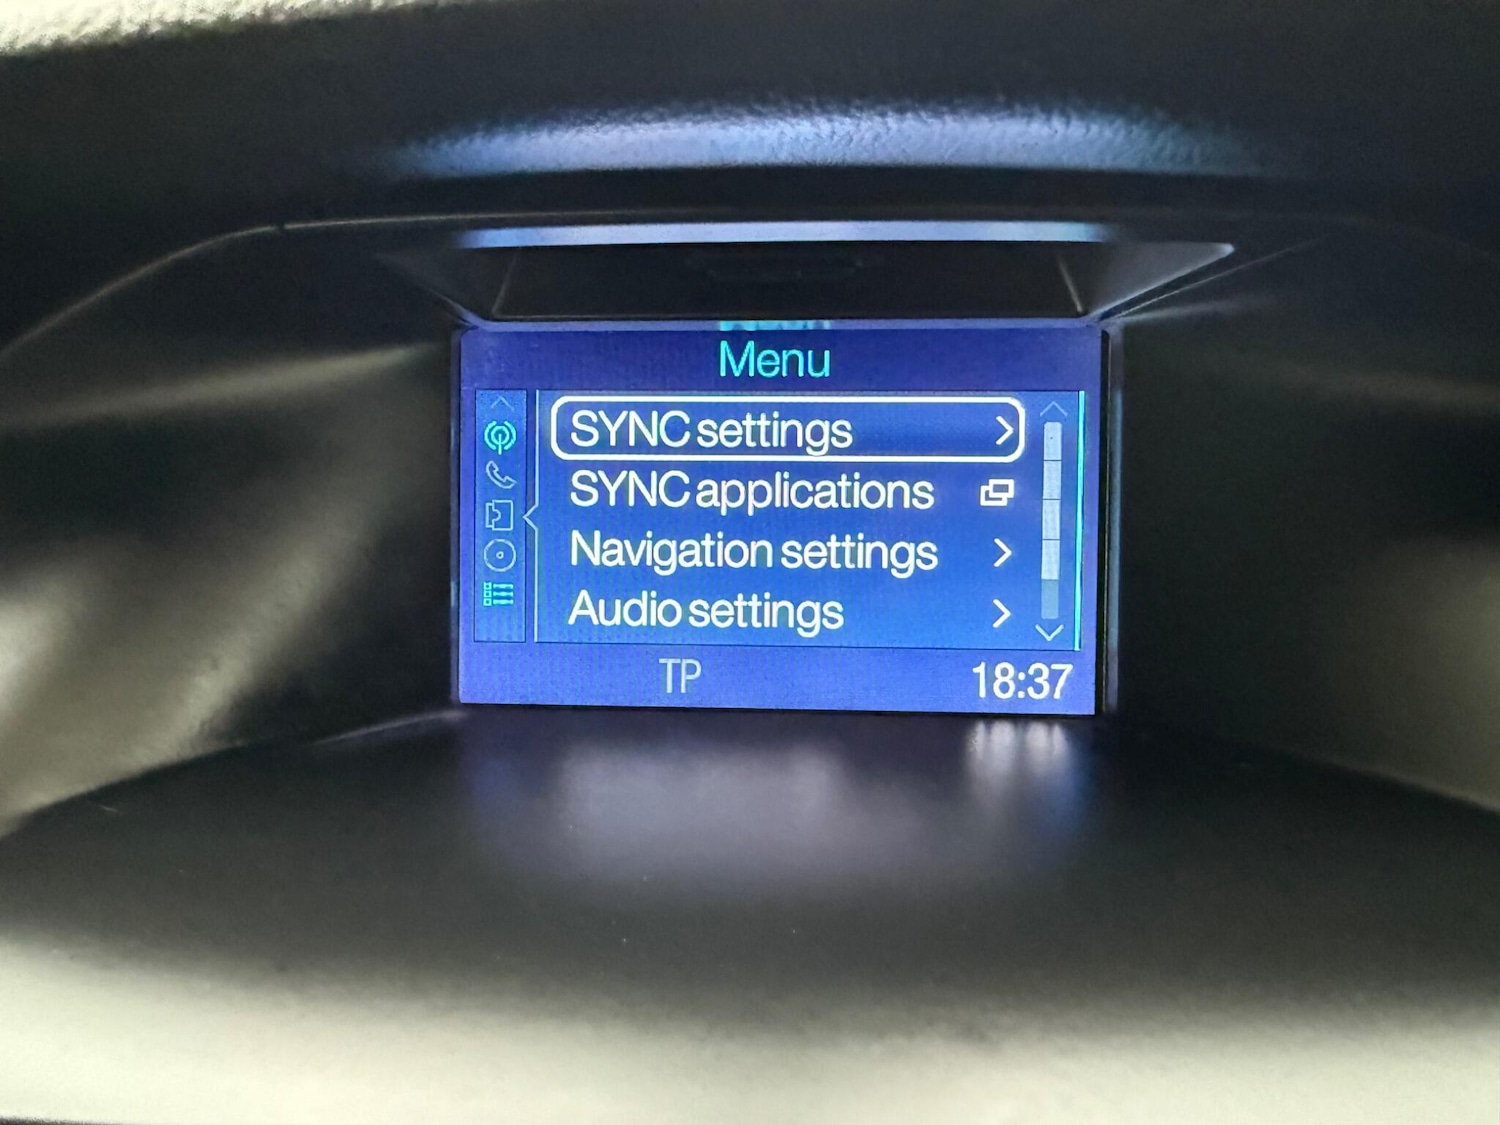 Menu
SYNC settings
SYNC applications
Navigation settings
Audio settings
TP
18:37